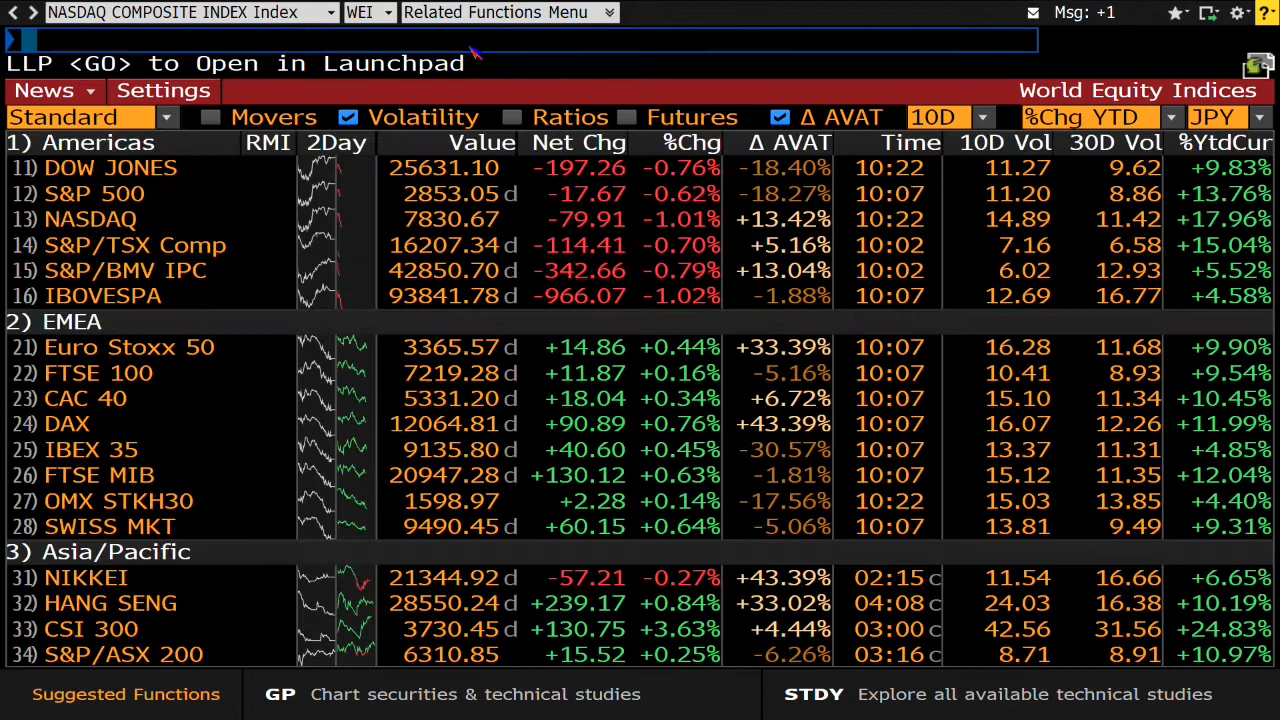 NASDAQ COMPOSITE INDEX Index WEI Related Functions Menu Msg: +1 ?
LLP <GO> to Open in Launchpad
News Settings World Equity Indices
Standard Movers Volatility Ratios Futures Δ AVAT 10D %Chg YTD JPY
1) Americas RMI 2Day Value Net Chg %Chg Δ AVAT Time 10D Vol 30D Vol %YtdCur
11) DOW JONES 25631.10 -197.26 -0.76% -18.40% 10:22 11.27 9.62 +9.83%
12) S&P 500 2853.05 d -17.67 -0.62% -18.27% 10:07 11.20 8.86 +13.76%
13) NASDAQ 7830.67 -79.91 -1.01% +13.42% 10:22 14.89 11.42 +17.96%
14) S&P/TSX Comp 16207.34 d -114.41 -0.70% +5.16% 10:02 7.16 6.58 +15.04%
15) S&P/BMV IPC 42850.70 d -342.66 -0.79% +13.04% 10:02 6.02 12.93 +5.52%
16) IBOVESPA 93841.78 d -966.07 -1.02% -1.88% 10:07 12.69 16.77 +4.58%
2) EMEA
21) Euro Stoxx 50 3365.57 d +14.86 +0.44% +33.39% 10:07 16.28 11.68 +9.90%
22) FTSE 100 7219.28 d +11.87 +0.16% -5.16% 10:07 10.41 8.93 +9.54%
23) CAC 40 5331.20 d +18.04 +0.34% +6.72% 10:07 15.10 11.34 +10.45%
24) DAX 12064.81 d +90.89 +0.76% +43.39% 10:07 16.07 12.26 +11.99%
25) IBEX 35 9135.80 d +40.60 +0.45% -30.57% 10:07 13.37 11.31 +4.85%
26) FTSE MIB 20947.28 d +130.12 +0.63% -1.81% 10:07 15.12 11.35 +12.04%
27) OMX STKH30 1598.97 +2.28 +0.14% -17.56% 10:22 15.03 13.85 +4.40%
28) SWISS MKT 9490.45 d +60.15 +0.64% -5.06% 10:07 13.81 9.49 +9.31%
3) Asia/Pacific
31) NIKKEI 21344.92 d -57.21 -0.27% +43.39% 02:15 c 11.54 16.66 +6.65%
32) HANG SENG 28550.24 d +239.17 +0.84% +33.02% 04:08 c 24.03 16.38 +10.19%
33) CSI 300 3730.45 d +130.75 +3.63% +4.44% 03:00 c 42.56 31.56 +24.83%
34) S&P/ASX 200 6310.85 +15.52 +0.25% -6.26% 03:16 c 8.71 8.91 +10.97%
Suggested Functions GP Chart securities & technical studies STDY Explore all available technical studies